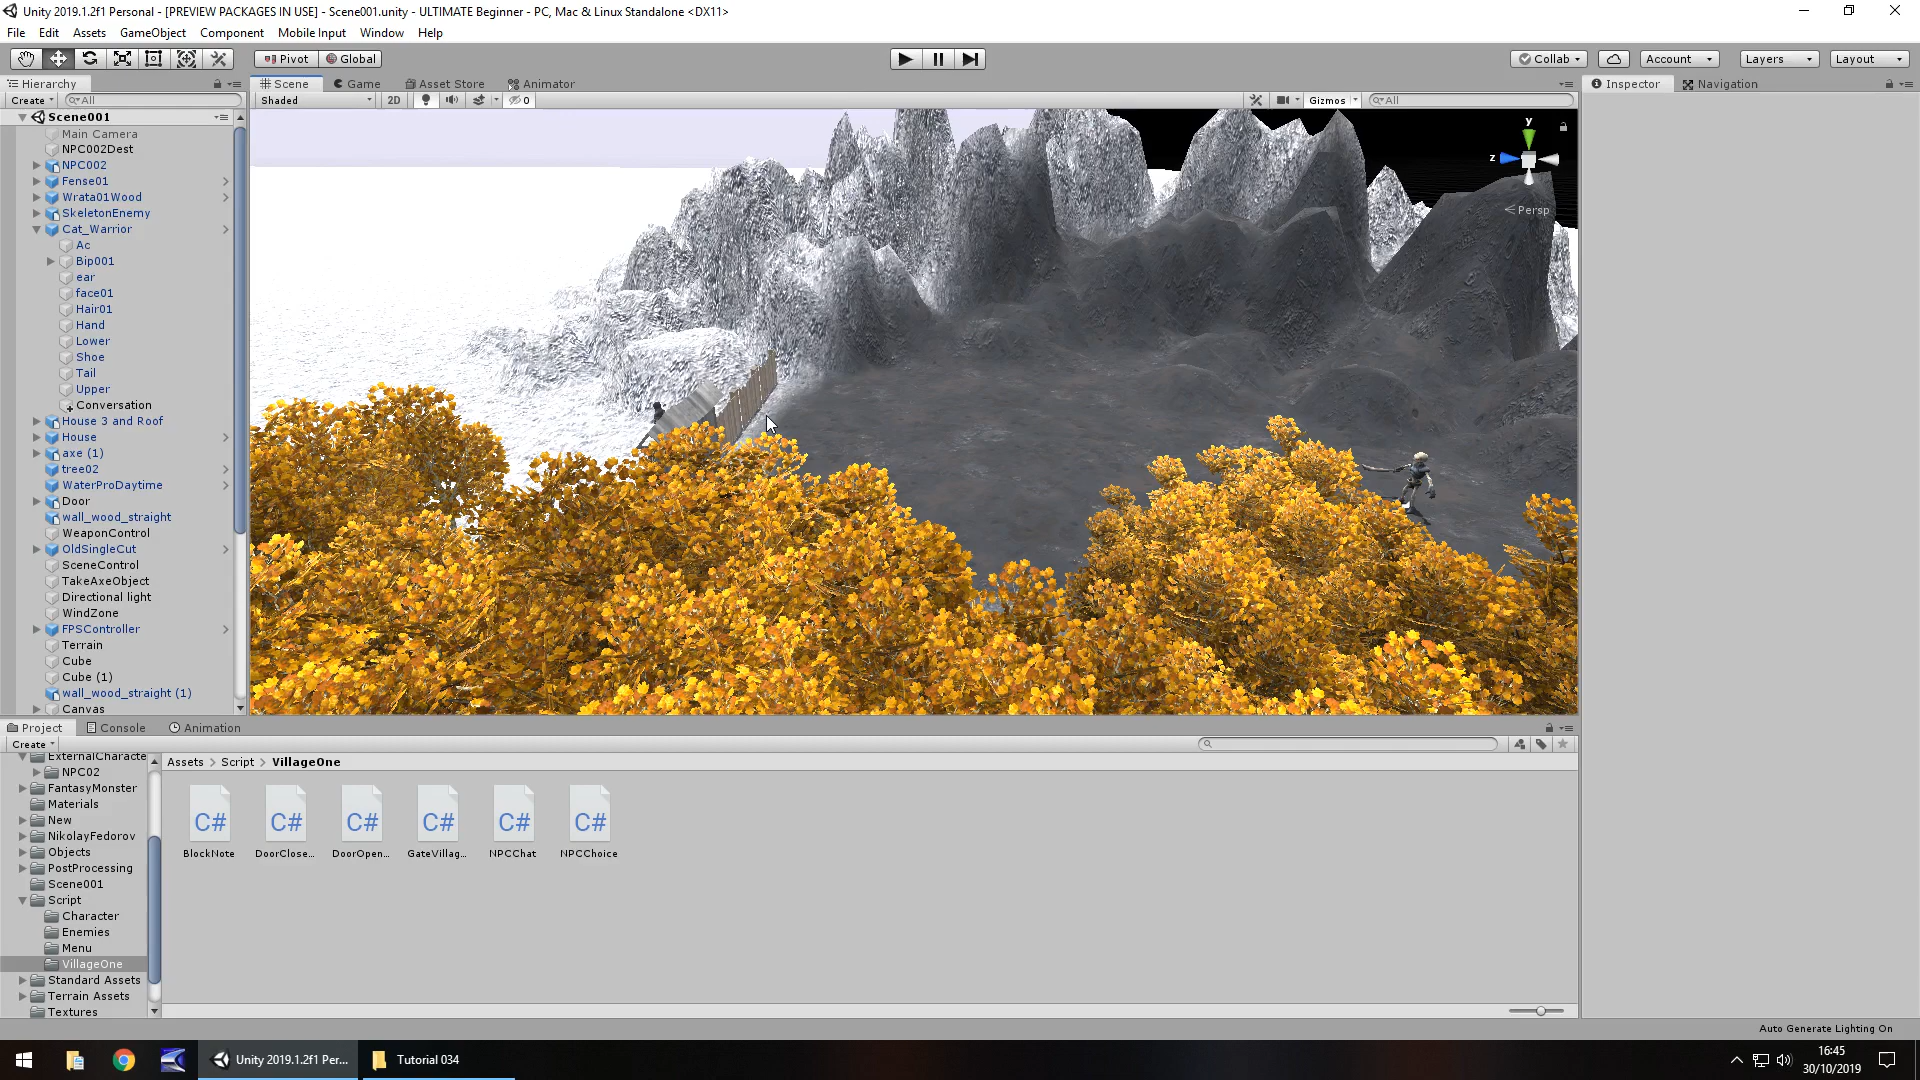 Unity 2019.1.2f1 Personal - [PREVIEW PACKAGES IN USE] - Scene001.unity - ULTIMATE Beginner - PC, Mac & Linux Standalone <DX11>
File Edit Assets GameObject Component Mobile Input Window Help
Pivot Global Collab Account Layers Layout
Hierarchy Scene Game Asset Store Animator Inspector Navigation
Create All Shaded 2D 0 Gizmos All
Scene001
Main Camera
NPC002Dest
NPC002
Fense01
Wrata01Wood
SkeletonEnemy
Cat_Warrior
Ac
Bip001
ear
face01
Hair01
Hand
Lower
Shoe
Tail
Upper
Conversation
House 3 and Roof
House
axe (1)
tree02
WaterProDaytime
Door
wall_wood_straight
WeaponControl
OldSingleCut
SceneControl
TakeAxeObject
Directional light
WindZone
FPSController
Terrain
Cube
Cube (1)
wall_wood_straight (1)
Canvas
y
z
Persp
Project Console Animation
Create
ExternalCharacte
NPC02
FantasyMonster
Materials
New
NikolayFedorov
Objects
PostProcessing
Scene001
Script
Character
Enemies
Menu
VillageOne
Standard Assets
Terrain Assets
Textures
Assets > Script > VillageOne
C# C# C# C# C# C#
BlockNote DoorClose... DoorOpen... GateVillag... NPCChat NPCChoice
Auto Generate Lighting On
Unity 2019.1.2f1 Per... Tutorial 034
16:45
30/10/2019